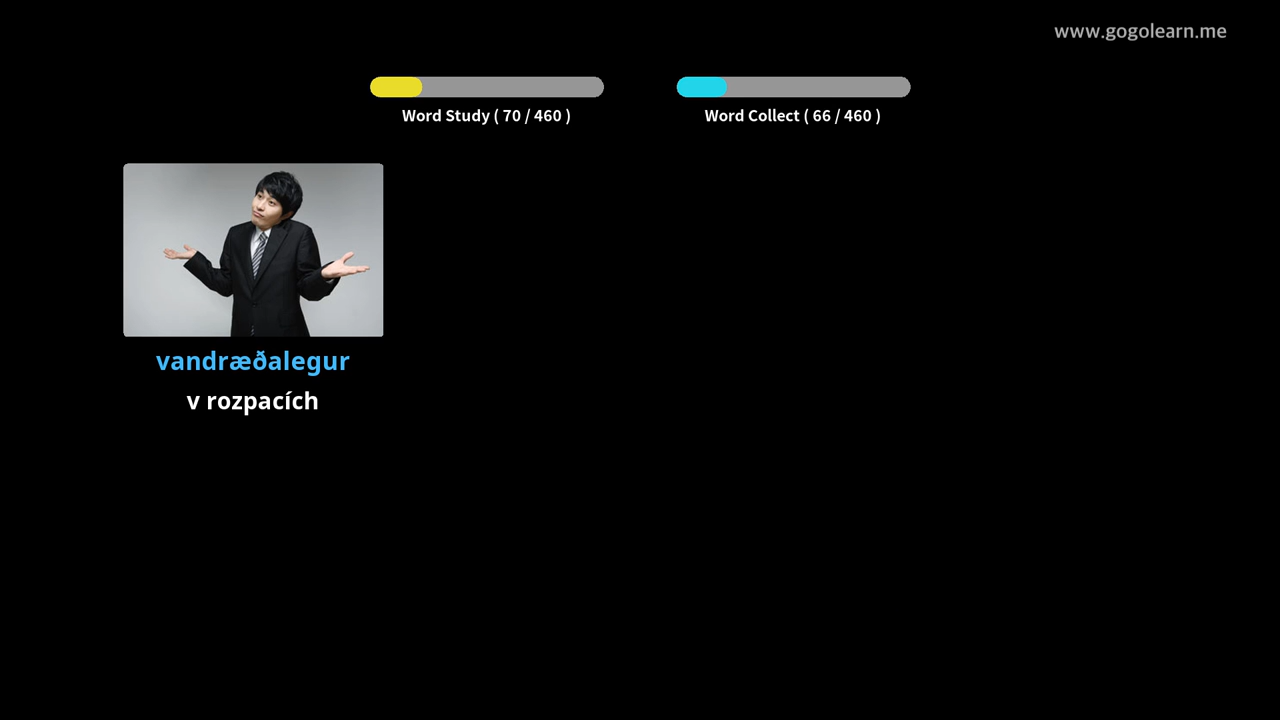 www.gogolearn.me
Word Study ( 70 / 460 )
Word Collect ( 66 / 460 )
vandræðalegur
v rozpacích